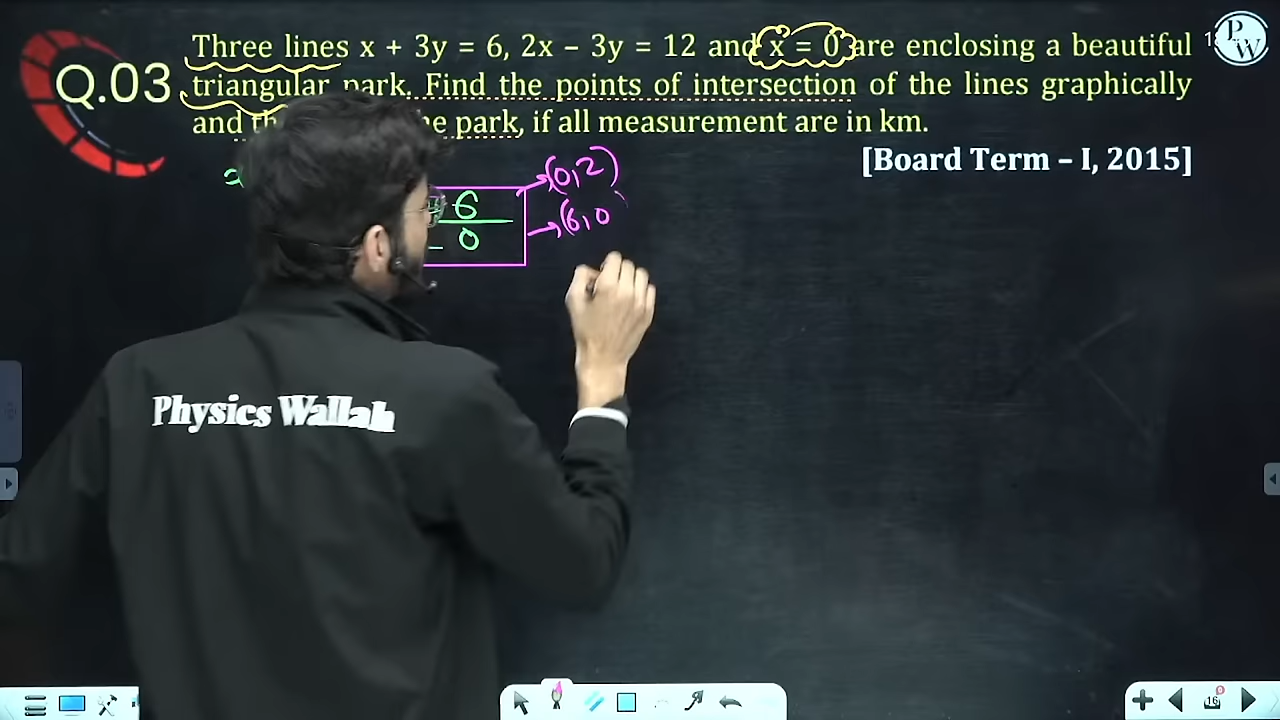 Q.03
Three lines x + 3y = 6, 2x – 3y = 12 and x = 0 are enclosing a beautiful
triangular park. Find the points of intersection of the lines graphically
and the park, if all measurement are in km.
[Board Term – I, 2015]
(0,2)
6
(6,0
0
Physics Wallah
PW
16